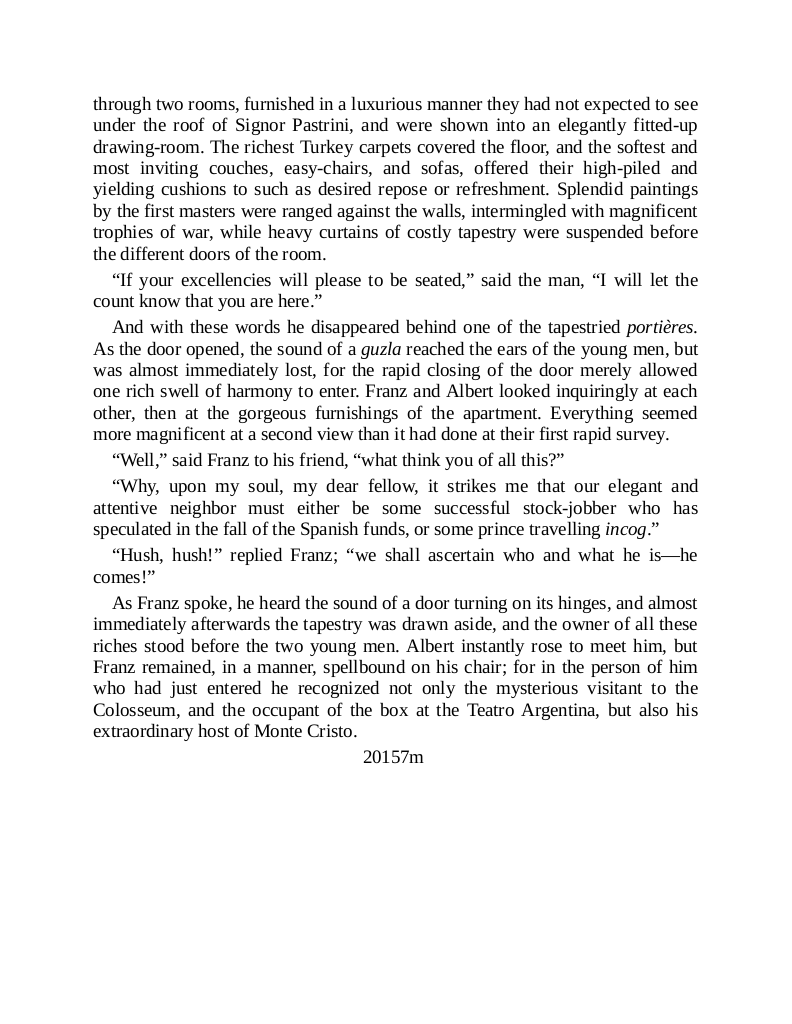 through two rooms, furnished in a luxurious manner they had not expected to see
under the roof of Signor Pastrini, and were shown into an elegantly fitted-up
drawing-room. The richest Turkey carpets covered the floor, and the softest and
most inviting couches, easy-chairs, and sofas, offered their high-piled and
yielding cushions to such as desired repose or refreshment. Splendid paintings
by the first masters were ranged against the walls, intermingled with magnificent
trophies of war, while heavy curtains of costly tapestry were suspended before
the different doors of the room.
“If your excellencies will please to be seated,” said the man, “I will let the
count know that you are here.”
And with these words he disappeared behind one of the tapestried portières.
As the door opened, the sound of a guzla reached the ears of the young men, but
was almost immediately lost, for the rapid closing of the door merely allowed
one rich swell of harmony to enter. Franz and Albert looked inquiringly at each
other, then at the gorgeous furnishings of the apartment. Everything seemed
more magnificent at a second view than it had done at their first rapid survey.
“Well,” said Franz to his friend, “what think you of all this?”
“Why, upon my soul, my dear fellow, it strikes me that our elegant and
attentive neighbor must either be some successful stock-jobber who has
speculated in the fall of the Spanish funds, or some prince travelling incog.”
“Hush, hush!” replied Franz; “we shall ascertain who and what he is—he
comes!”
As Franz spoke, he heard the sound of a door turning on its hinges, and almost
immediately afterwards the tapestry was drawn aside, and the owner of all these
riches stood before the two young men. Albert instantly rose to meet him, but
Franz remained, in a manner, spellbound on his chair; for in the person of him
who had just entered he recognized not only the mysterious visitant to the
Colosseum, and the occupant of the box at the Teatro Argentina, but also his
extraordinary host of Monte Cristo.
20157m